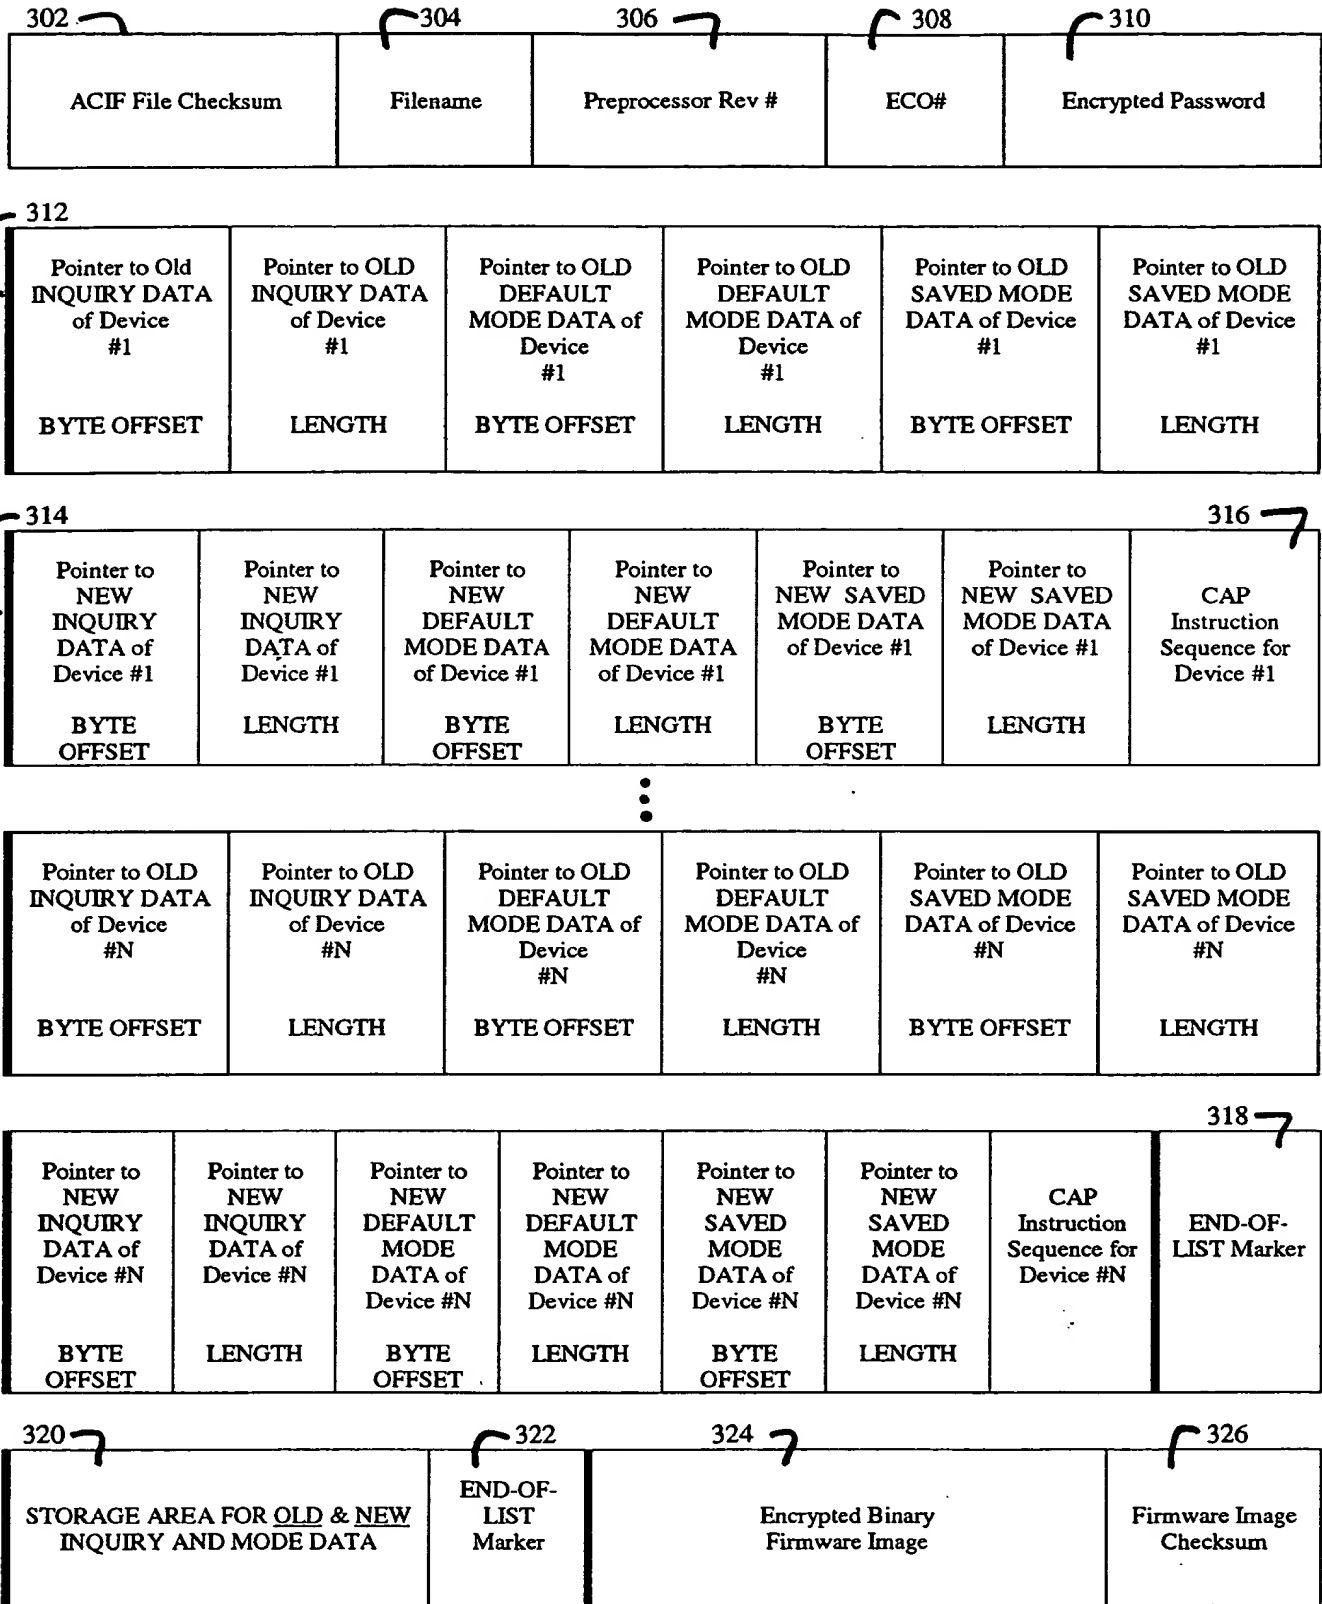 302 304 306 308 310
ACIF File Checksum
Filename
Preprocessor Rev #
ECO#
Encrypted Password
312
Pointer to Old
INQUIRY DATA
of Device
#1
BYTE OFFSET
Pointer to OLD
INQUIRY DATA
of Device
#1
LENGTH
Pointer to OLD
DEFAULT
MODE DATA of
Device
#1
BYTE OFFSET
Pointer to OLD
DEFAULT
MODE DATA of
Device
#1
LENGTH
Pointer to OLD
SAVED MODE
DATA of Device
#1
BYTE OFFSET
Pointer to OLD
SAVED MODE
DATA of Device
#1
LENGTH
314 316
Pointer to
NEW
INQUIRY
DATA of
Device #1
BYTE
OFFSET
Pointer to
NEW
INQUIRY
DATA of
Device #1
LENGTH
Pointer to
NEW
DEFAULT
MODE DATA
of Device #1
BYTE
OFFSET
Pointer to
NEW
DEFAULT
MODE DATA
of Device #1
LENGTH
Pointer to
NEW SAVED
MODE DATA
of Device #1
BYTE
OFFSET
Pointer to
NEW SAVED
MODE DATA
of Device #1
LENGTH
CAP
Instruction
Sequence for
Device #1
Pointer to OLD
INQUIRY DATA
of Device
#N
BYTE OFFSET
Pointer to OLD
INQUIRY DATA
of Device
#N
LENGTH
Pointer to OLD
DEFAULT
MODE DATA of
Device
#N
BYTE OFFSET
Pointer to OLD
DEFAULT
MODE DATA of
Device
#N
LENGTH
Pointer to OLD
SAVED MODE
DATA of Device
#N
BYTE OFFSET
Pointer to OLD
SAVED MODE
DATA of Device
#N
LENGTH
318
Pointer to
NEW
INQUIRY
DATA of
Device #N
BYTE
OFFSET
Pointer to
NEW
INQUIRY
DATA of
Device #N
LENGTH
Pointer to
NEW
DEFAULT
MODE
DATA of
Device #N
BYTE
OFFSET
Pointer to
NEW
DEFAULT
MODE
DATA of
Device #N
LENGTH
Pointer to
NEW
SAVED
MODE
DATA of
Device #N
BYTE
OFFSET
Pointer to
NEW
SAVED
MODE
DATA of
Device #N
LENGTH
CAP
Instruction
Sequence for
Device #N
END-OF-
LIST Marker
320 322 324 326
STORAGE AREA FOR OLD & NEW
INQUIRY AND MODE DATA
END-OF-
LIST
Marker
Encrypted Binary
Firmware Image
Firmware Image
Checksum